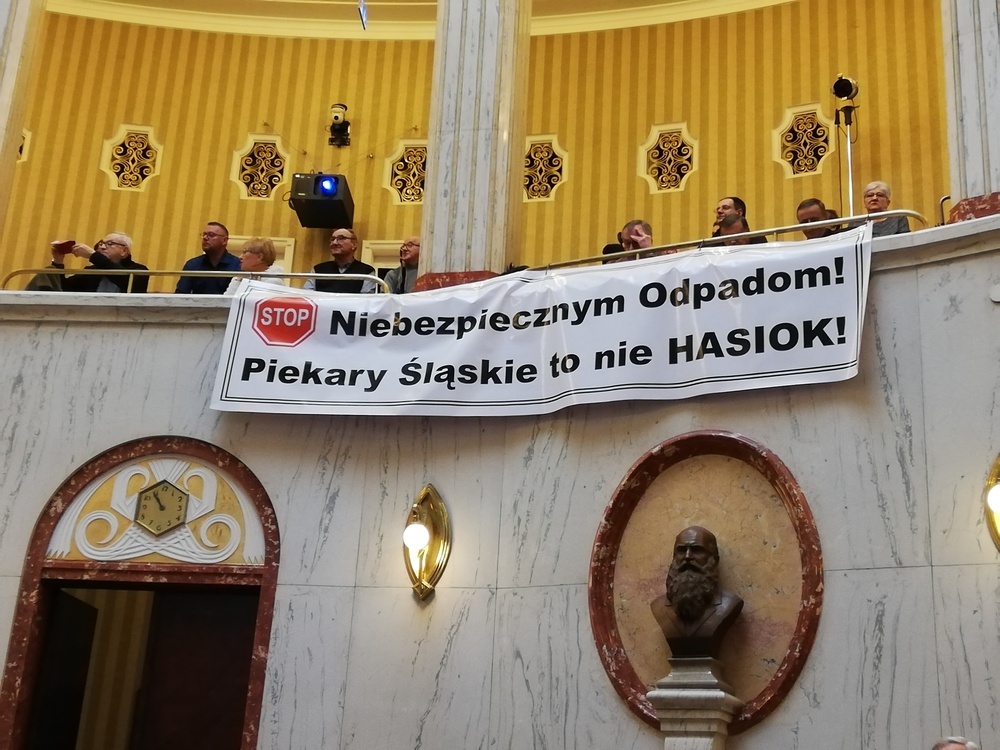 STOP Niebezpiecznym Odpadom!
Piekary Śląskie to nie HASIOK!